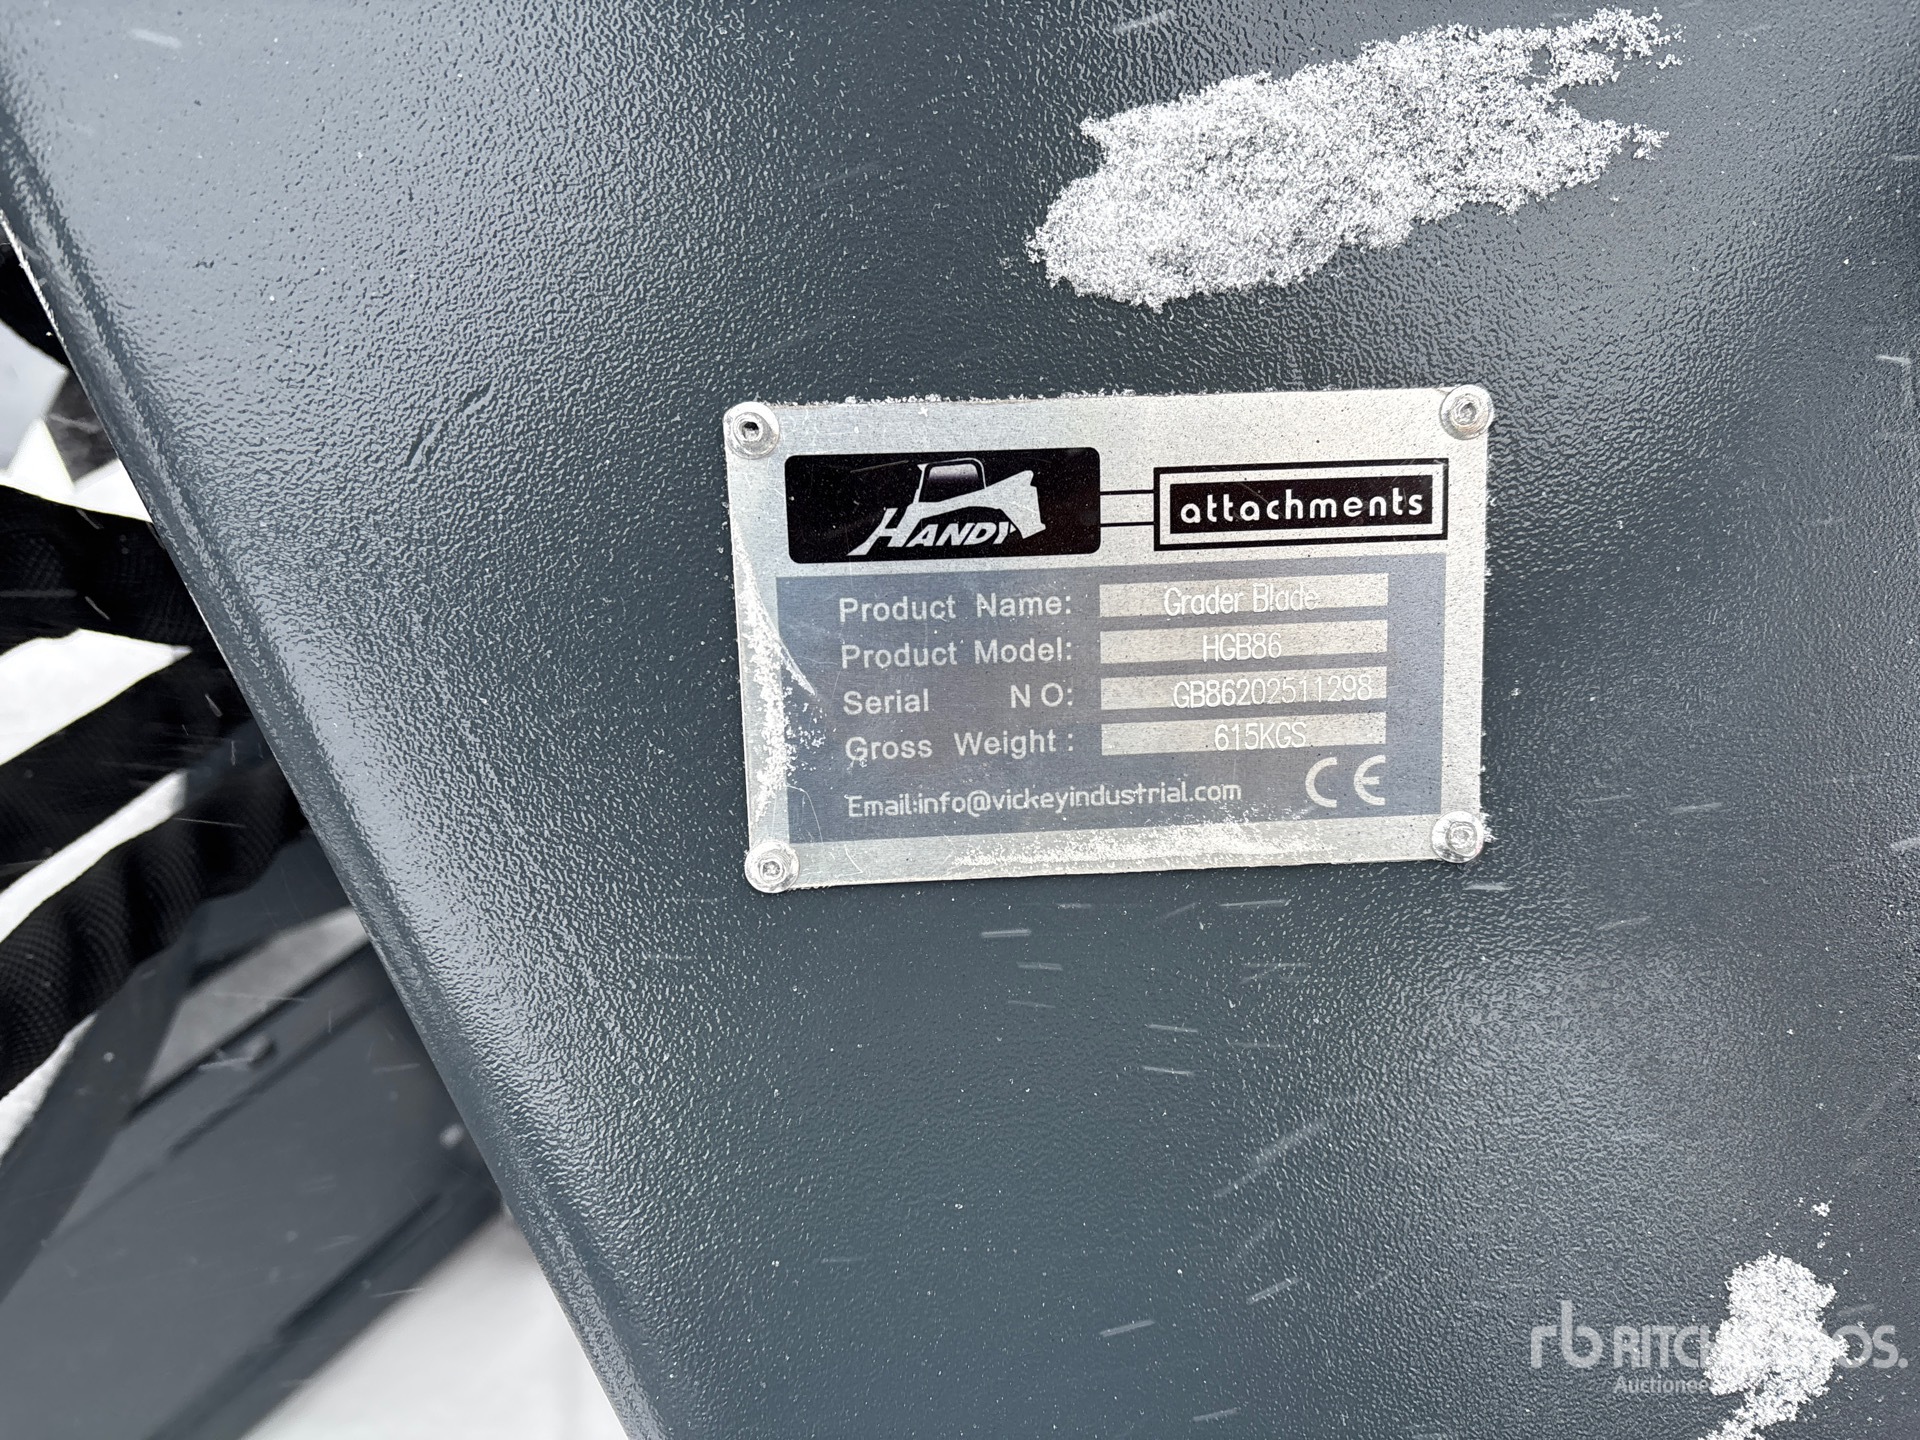 HANDY attachments
Product Name: Grader Blade
Product Model: HGB86
Serial NO: GB86202511298
Gross Weight: 615KGS
Email:info@vickeyindustrial.com CE
rb